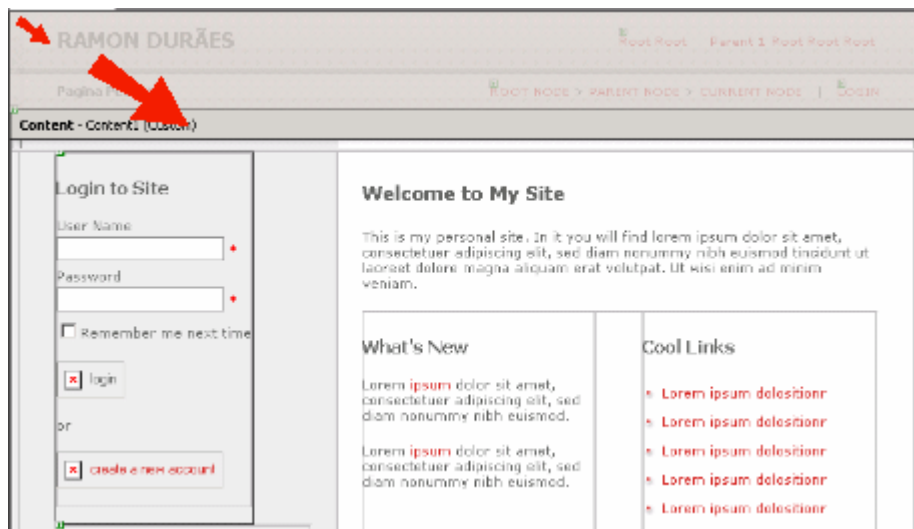 RAMON DURÃES
Root Root Parent 1 Root Root Root
Pagina
ROOT NODE > PARENT NODE > CURRENT NODE | LOGIN
Content - Content1 (Custom)
Login to Site
User Name
*
Password
*
Remember me next time
login
or
create a new account
Welcome to My Site
This is my personal site. In it you will find lorem ipsum dolor sit amet,
consectetuer adipiscing elit, sed diam nonummy nibh euismod tincidunt ut
laoreet dolore magna aliquam erat volutpat. Ut wisi enim ad minim
veniam.
What's New
Lorem ipsum dolor sit amet,
consectetuer adipiscing elit, sed
diam nonummy nibh euismod.
Lorem ipsum dolor sit amet,
consectetuer adipiscing elit, sed
diam nonummy nibh euismod.
Cool Links
Lorem ipsum dolositionr
Lorem ipsum dolositionr
Lorem ipsum dolositionr
Lorem ipsum dolositionr
Lorem ipsum dolositionr